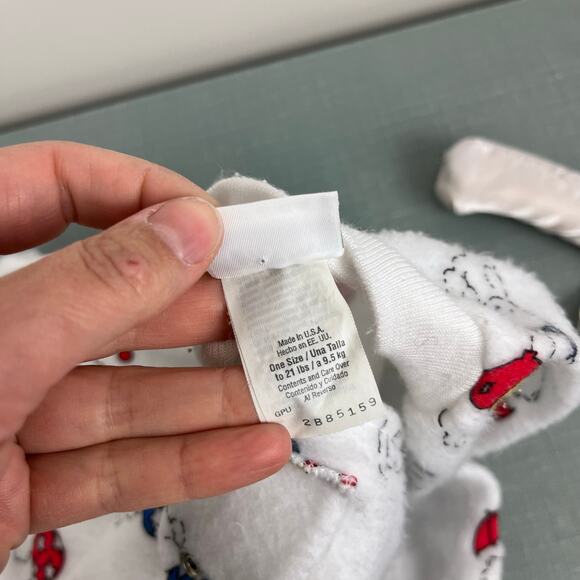 Made in U.S.A.
Hecho en EE. UU.
One Size / Una Talla
to 21 lbs / a 9.5 kg
Contents and Care Over
Contenido y Cuidado
Al Reverso
GPU 2B85159